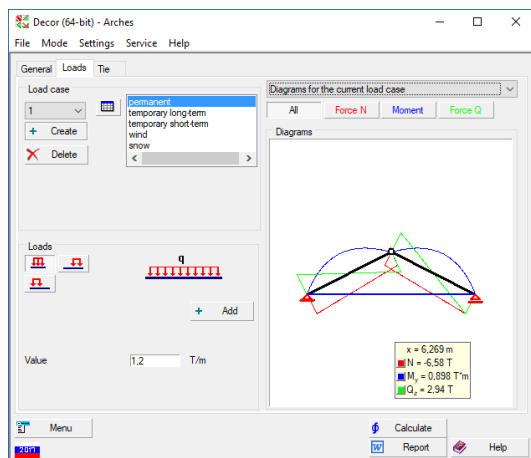 Decor (64-bit) - Arches
File Mode Settings Service Help
General Loads Tie
Load case
1
Create
Delete
permanent
temporary long-term
temporary short-term
wind
snow
Diagrams for the current load case
All Force N Moment Force Q
Diagrams
x = 6,269 m
N = -6,58 T
My = 0,898 T*m
Qz = 2,94 T
Loads
q
Add
Value 1,2 T/m
Menu
Calculate
Report
Help
2017